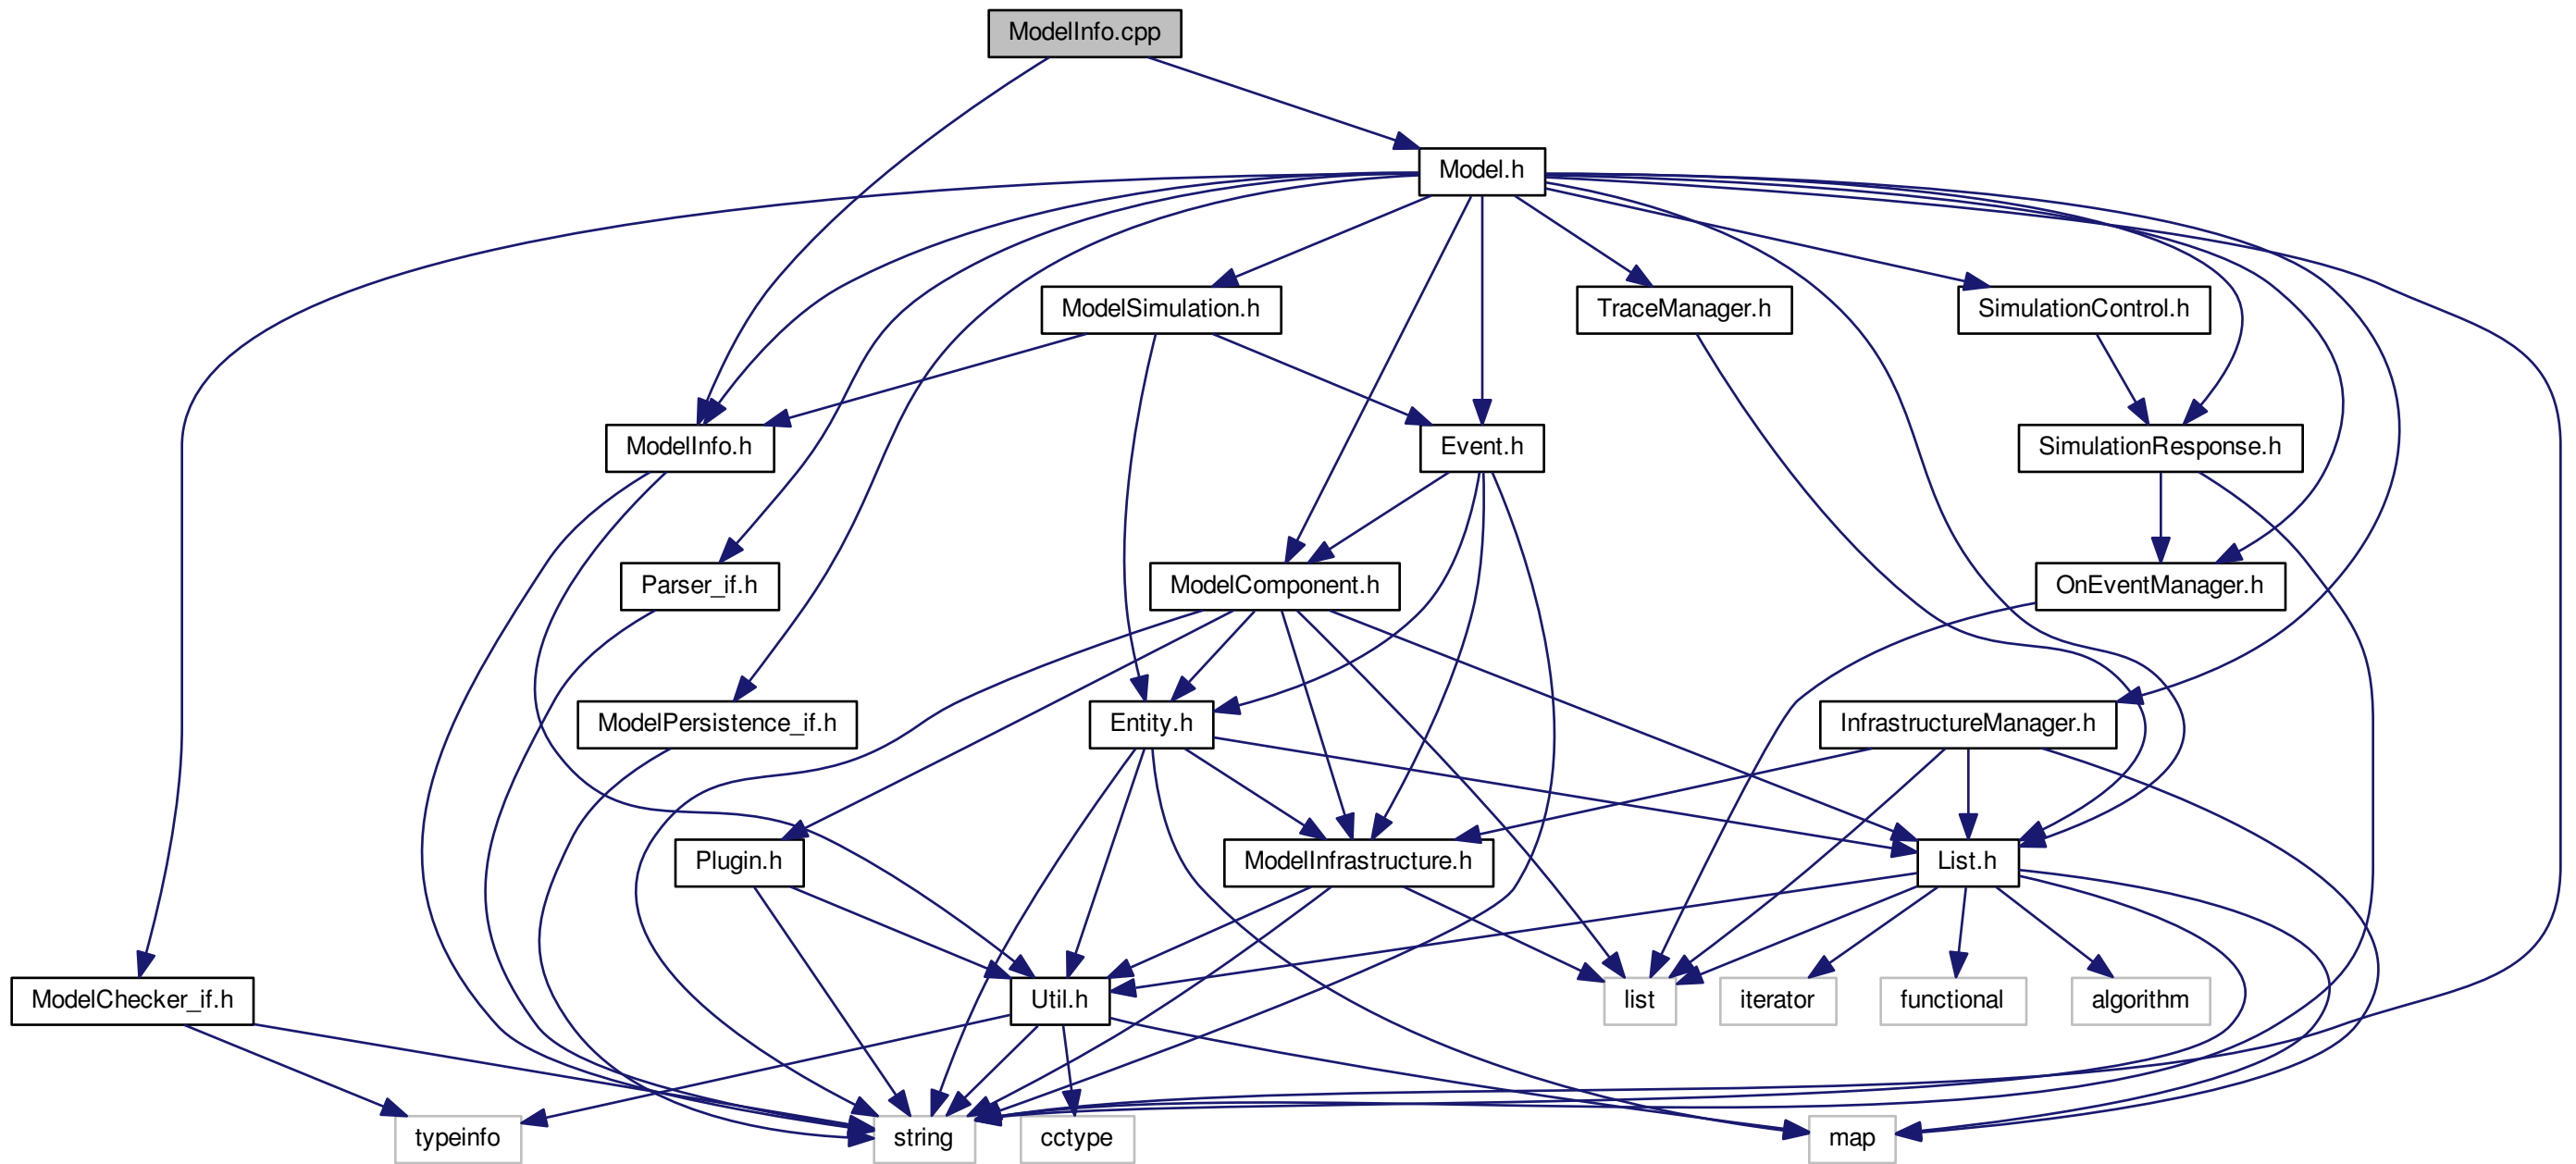 ModelInfo.cpp
Model.h
ModelSimulation.h
TraceManager.h
SimulationControl.h
ModelInfo.h
Event.h
SimulationResponse.h
Parser_if.h
ModelComponent.h
OnEventManager.h
ModelPersistence_if.h
Entity.h
InfrastructureManager.h
Plugin.h
ModelInfrastructure.h
List.h
ModelChecker_if.h
Util.h
list
iterator
functional
algorithm
typeinfo
string
cctype
map